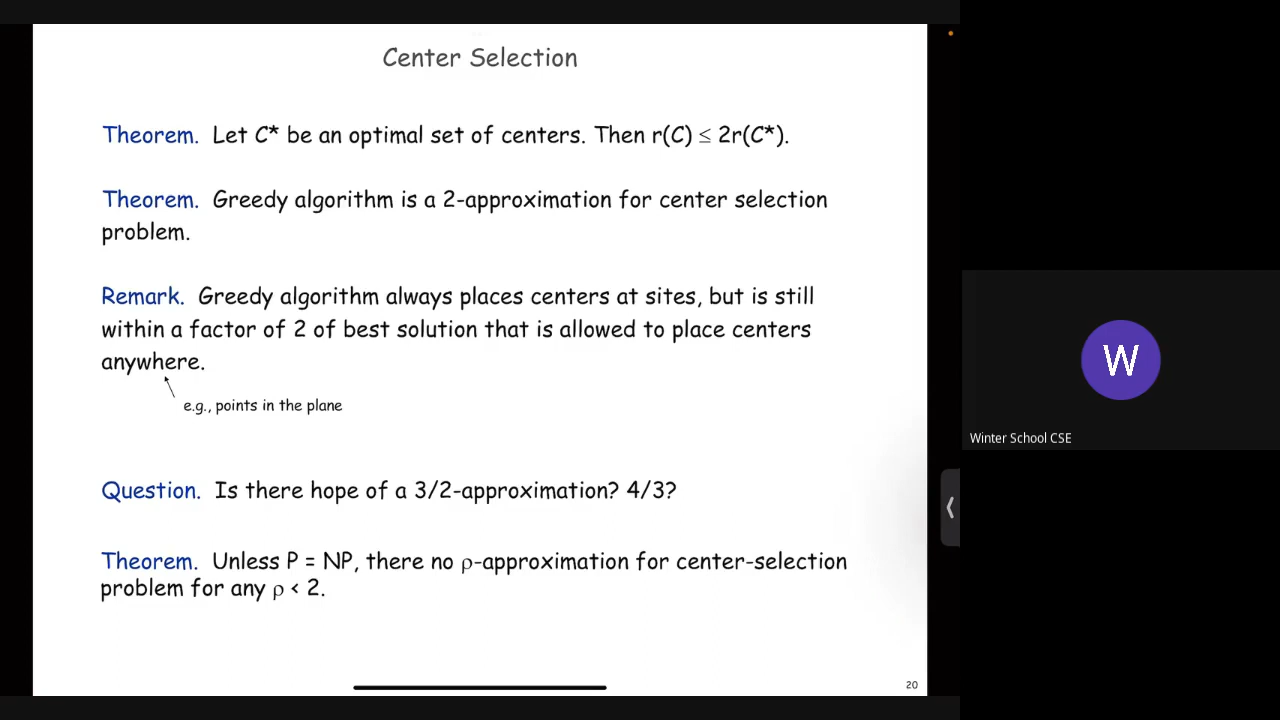 Center Selection
Theorem. Let C* be an optimal set of centers. Then r(C) ≤ 2r(C*).
Theorem. Greedy algorithm is a 2-approximation for center selection
problem.
Remark. Greedy algorithm always places centers at sites, but is still
within a factor of 2 of best solution that is allowed to place centers
anywhere.
e.g., points in the plane
Question. Is there hope of a 3/2-approximation? 4/3?
Theorem. Unless P = NP, there no ρ-approximation for center-selection
problem for any ρ < 2.
20
W
Winter School CSE